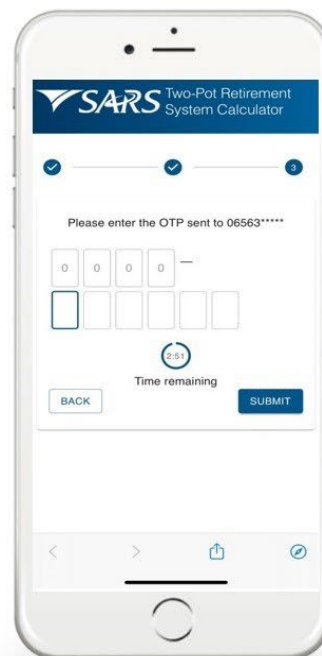 SARS Two-Pot Retirement
System Calculator
3
Please enter the OTP sent to 06563*****
0 0 0 0 —
2:51
Time remaining
BACK SUBMIT